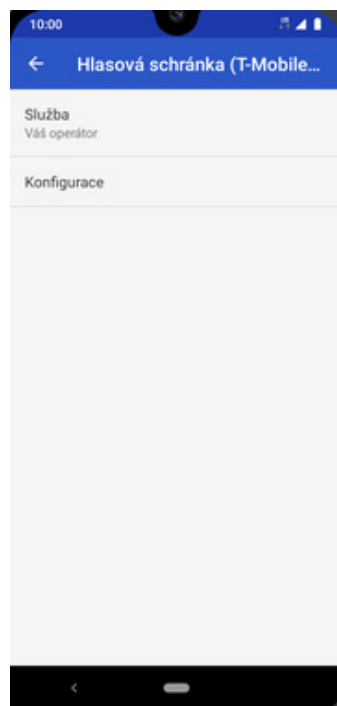 10:00
Hlasová schránka (T-Mobile...
Služba
Váš operátor
Konfigurace